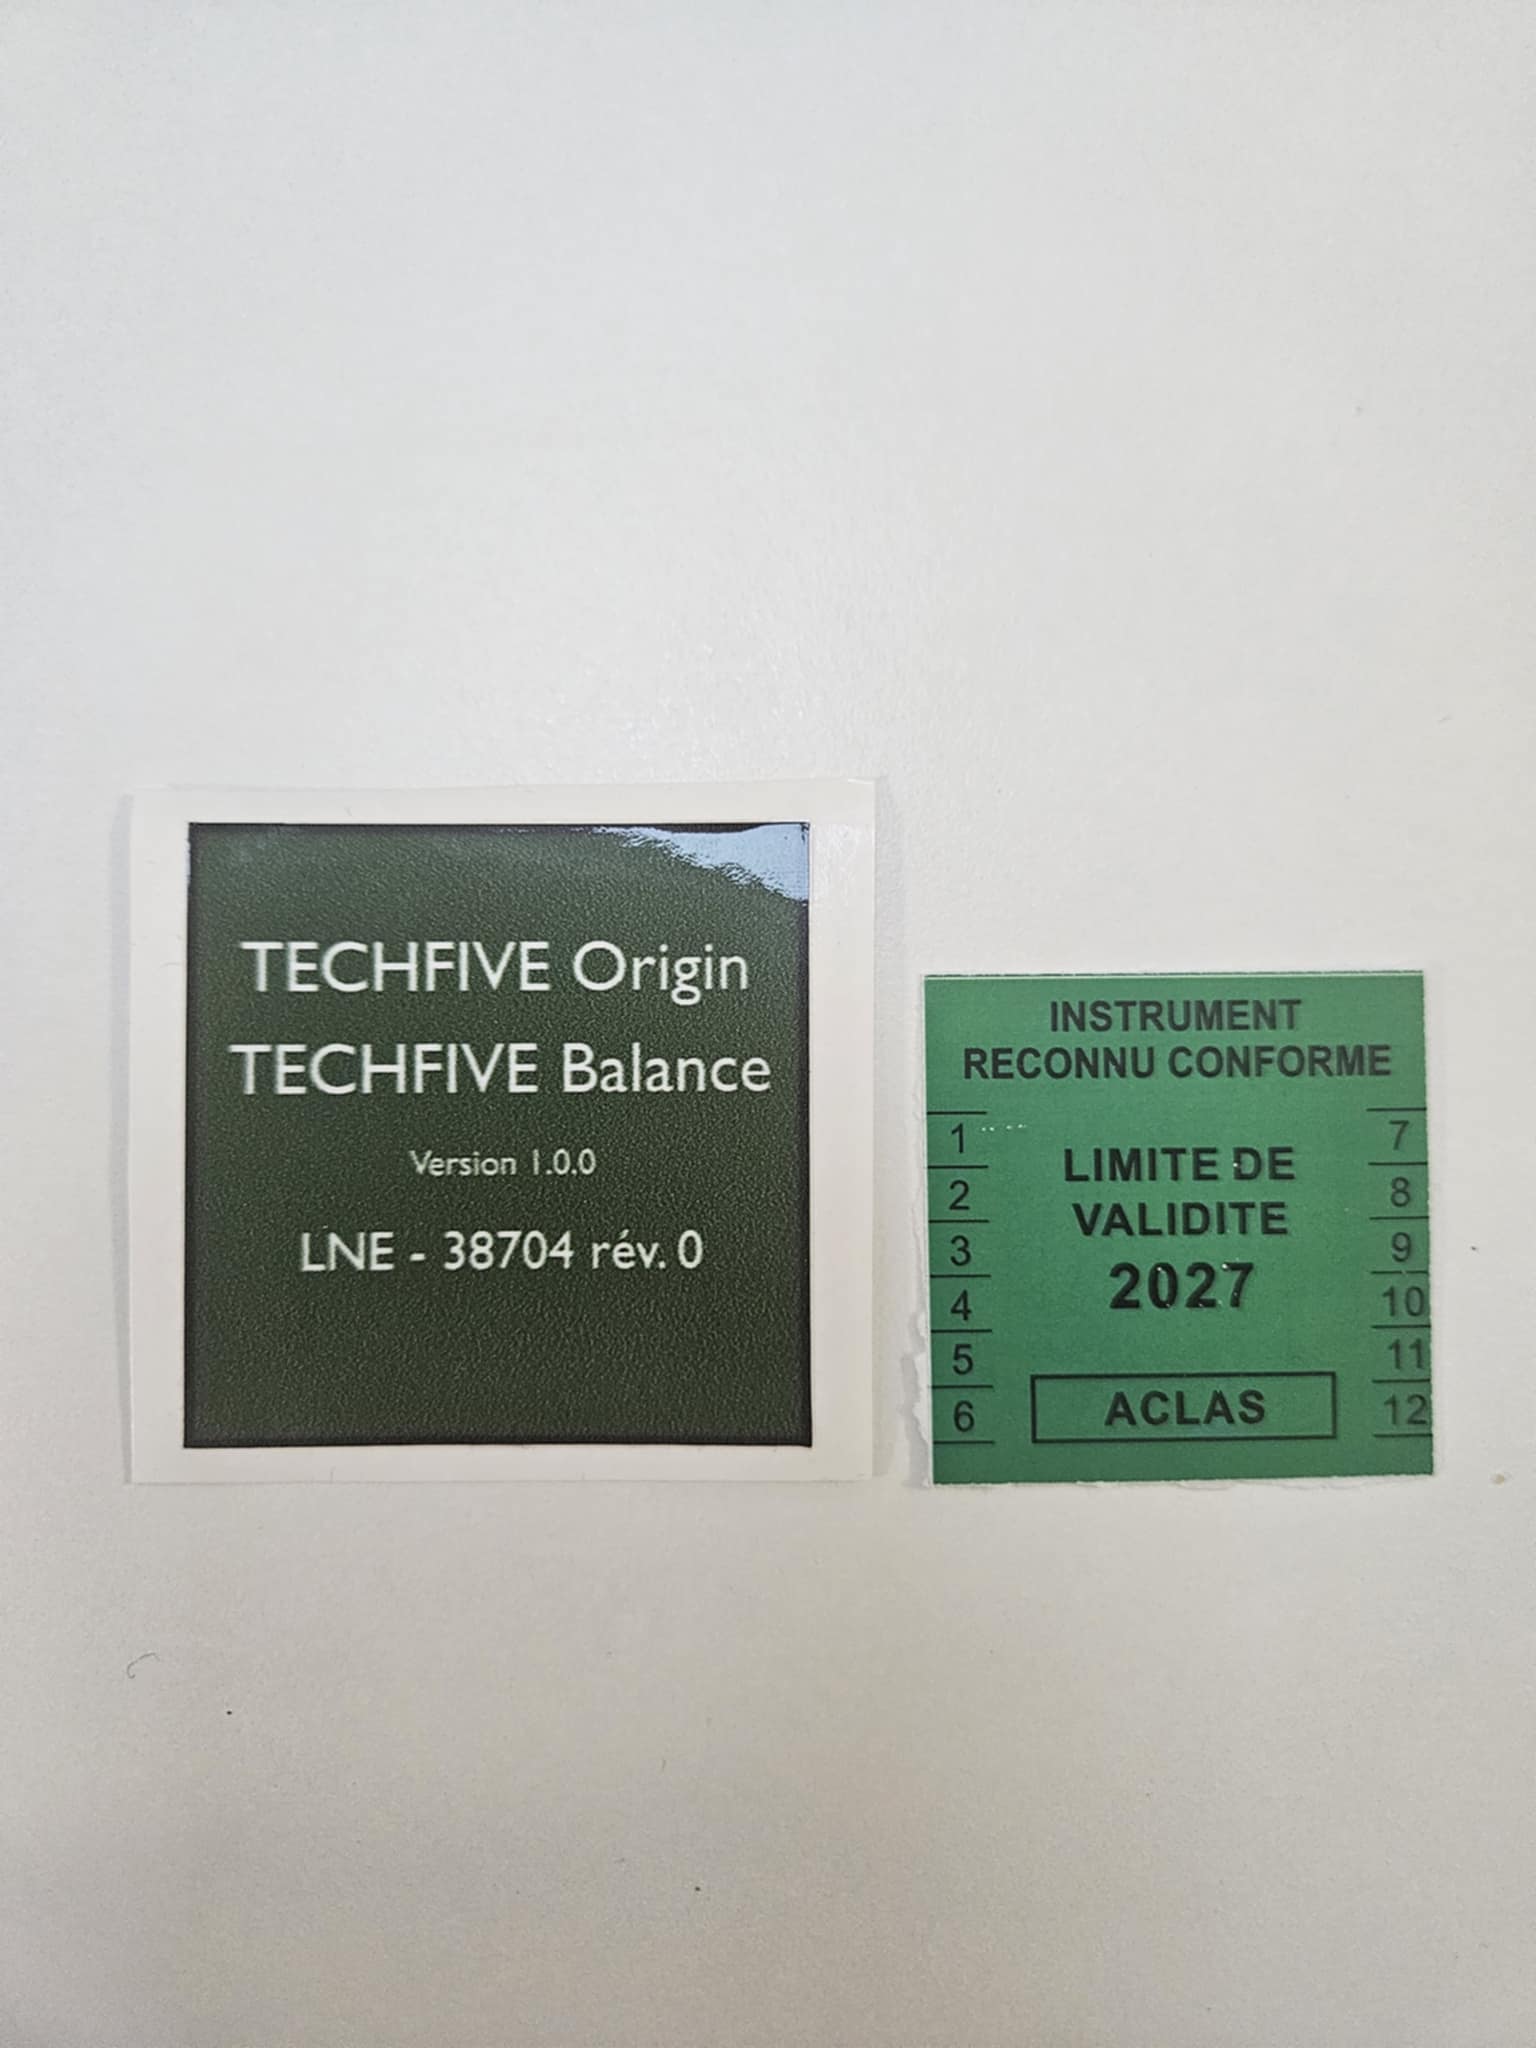 TECHFIVE Origin
TECHFIVE Balance
Version 1.0.0
LNE - 38704 rév. 0
INSTRUMENT
RECONNU CONFORME
1
2
3
4
5
6
LIMITE DE
VALIDITE
2027
ACLAS
7
8
9
10
11
12